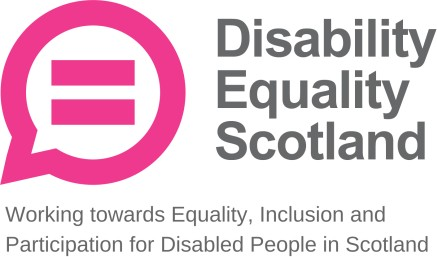 Disability
Equality
Scotland
Working towards Equality, Inclusion and
Participation for Disabled People in Scotland